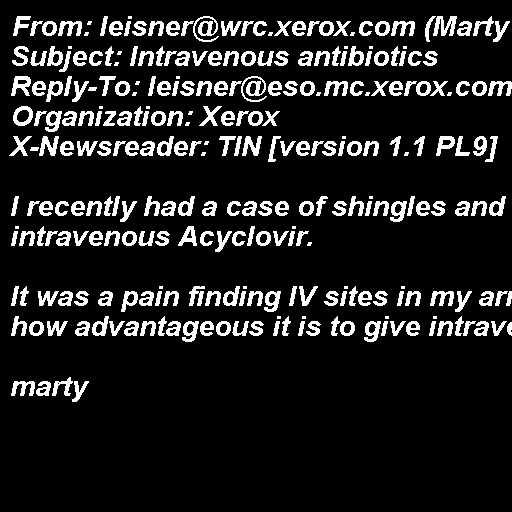 From: leisner@wrc.xerox.com (Marty
Subject: Intravenous antibiotics
Reply-To: leisner@eso.mc.xerox.com
Organization: Xerox
X-Newsreader: TIN [version 1.1 PL9]

I recently had a case of shingles and
intravenous Acyclovir.

It was a pain finding IV sites in my
how advantageous it is to give

marty